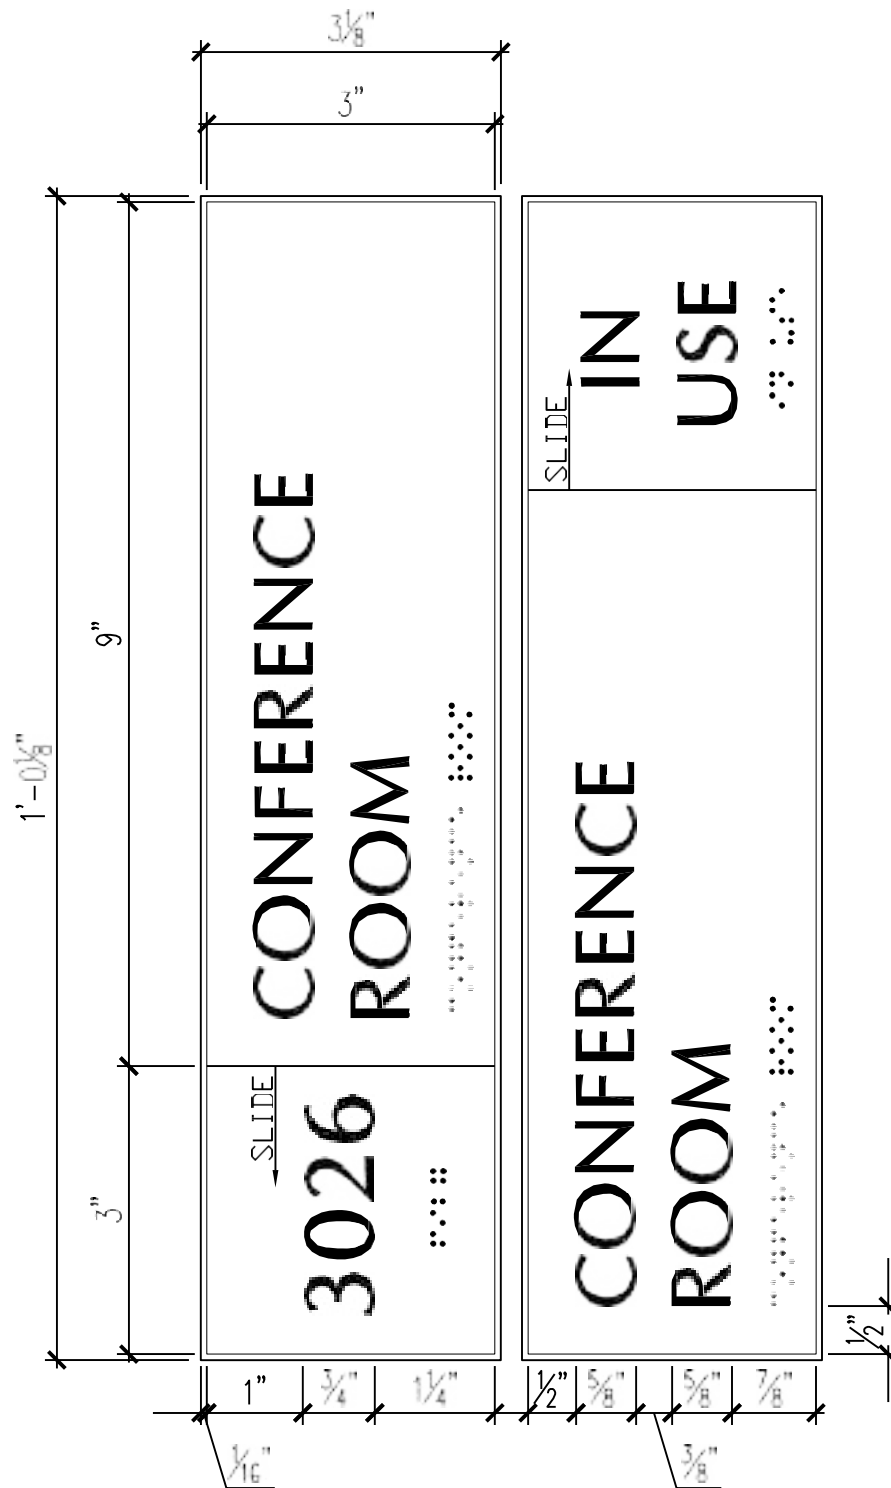 3⅛"
3"
1'-0⅛"
9"
3"
CONFERENCE
ROOM
SLIDE
3026
1"
¾"
1¼"
1/16"
IN
USE
SLIDE
CONFERENCE
ROOM
½"
½"
⅝"
⅝"
⅞"
⅜"